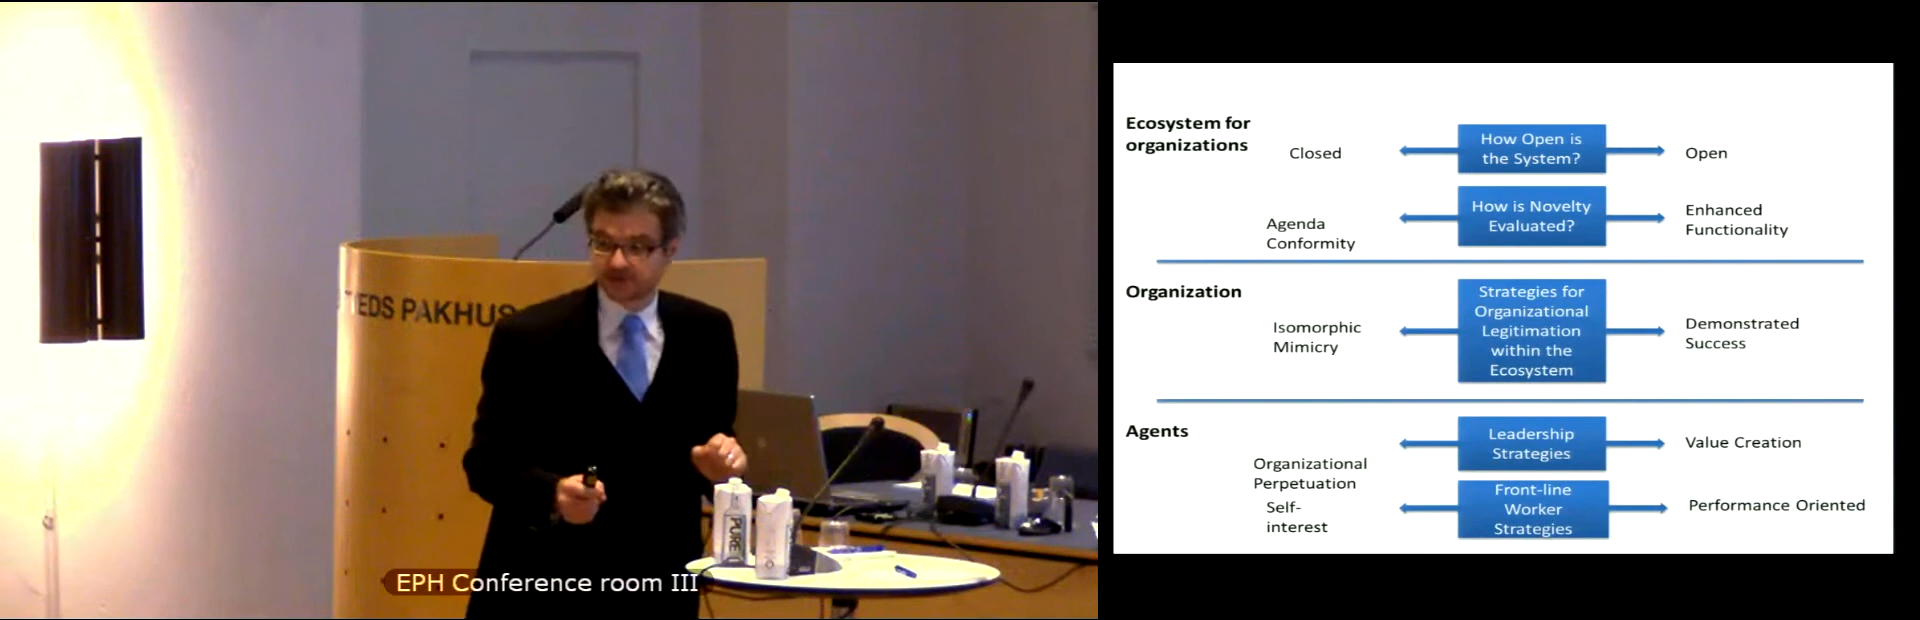 TEDS PAKHUS
PURE
EPH Conference room III
Ecosystem for
organizations
Closed
How Open is
the System?
Open
Agenda
Conformity
How is Novelty
Evaluated?
Enhanced
Functionality
Organization
Isomorphic
Mimicry
Strategies for
Organizational
Legitimation
within the
Ecosystem
Demonstrated
Success
Agents
Leadership
Strategies
Value Creation
Organizational
Perpetuation
Self-
interest
Front-line
Worker
Strategies
Performance Oriented